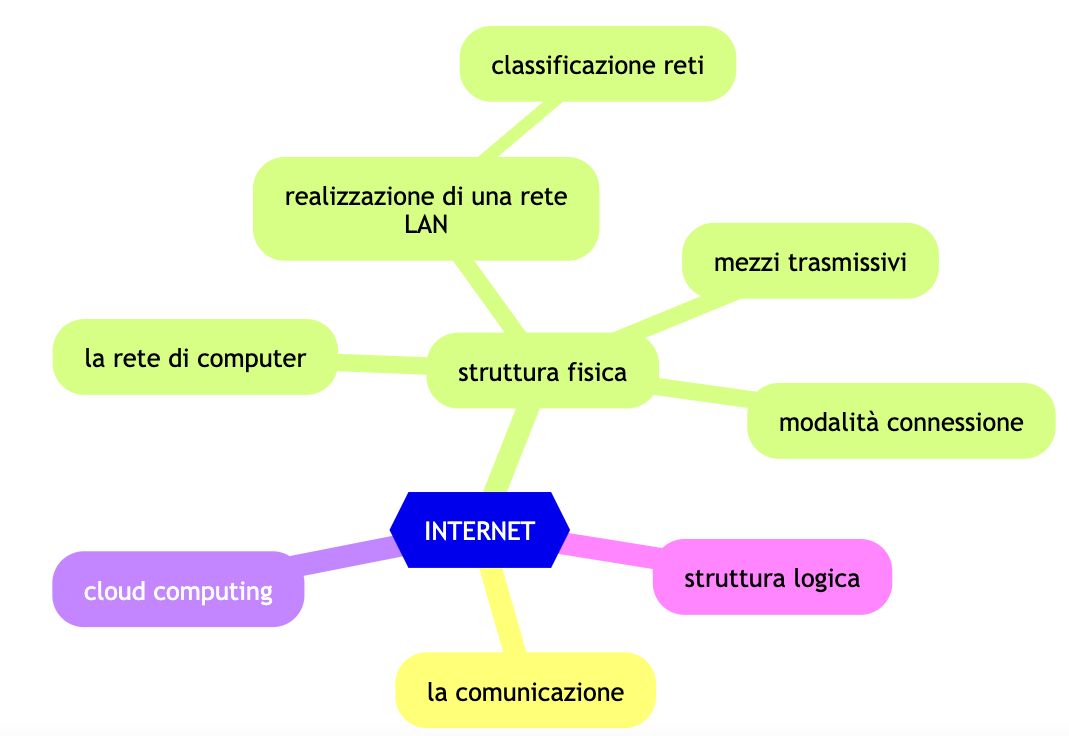 classificazione reti
realizzazione di una rete
LAN
mezzi trasmissivi
la rete di computer
struttura fisica
modalità connessione
INTERNET
cloud computing
struttura logica
la comunicazione